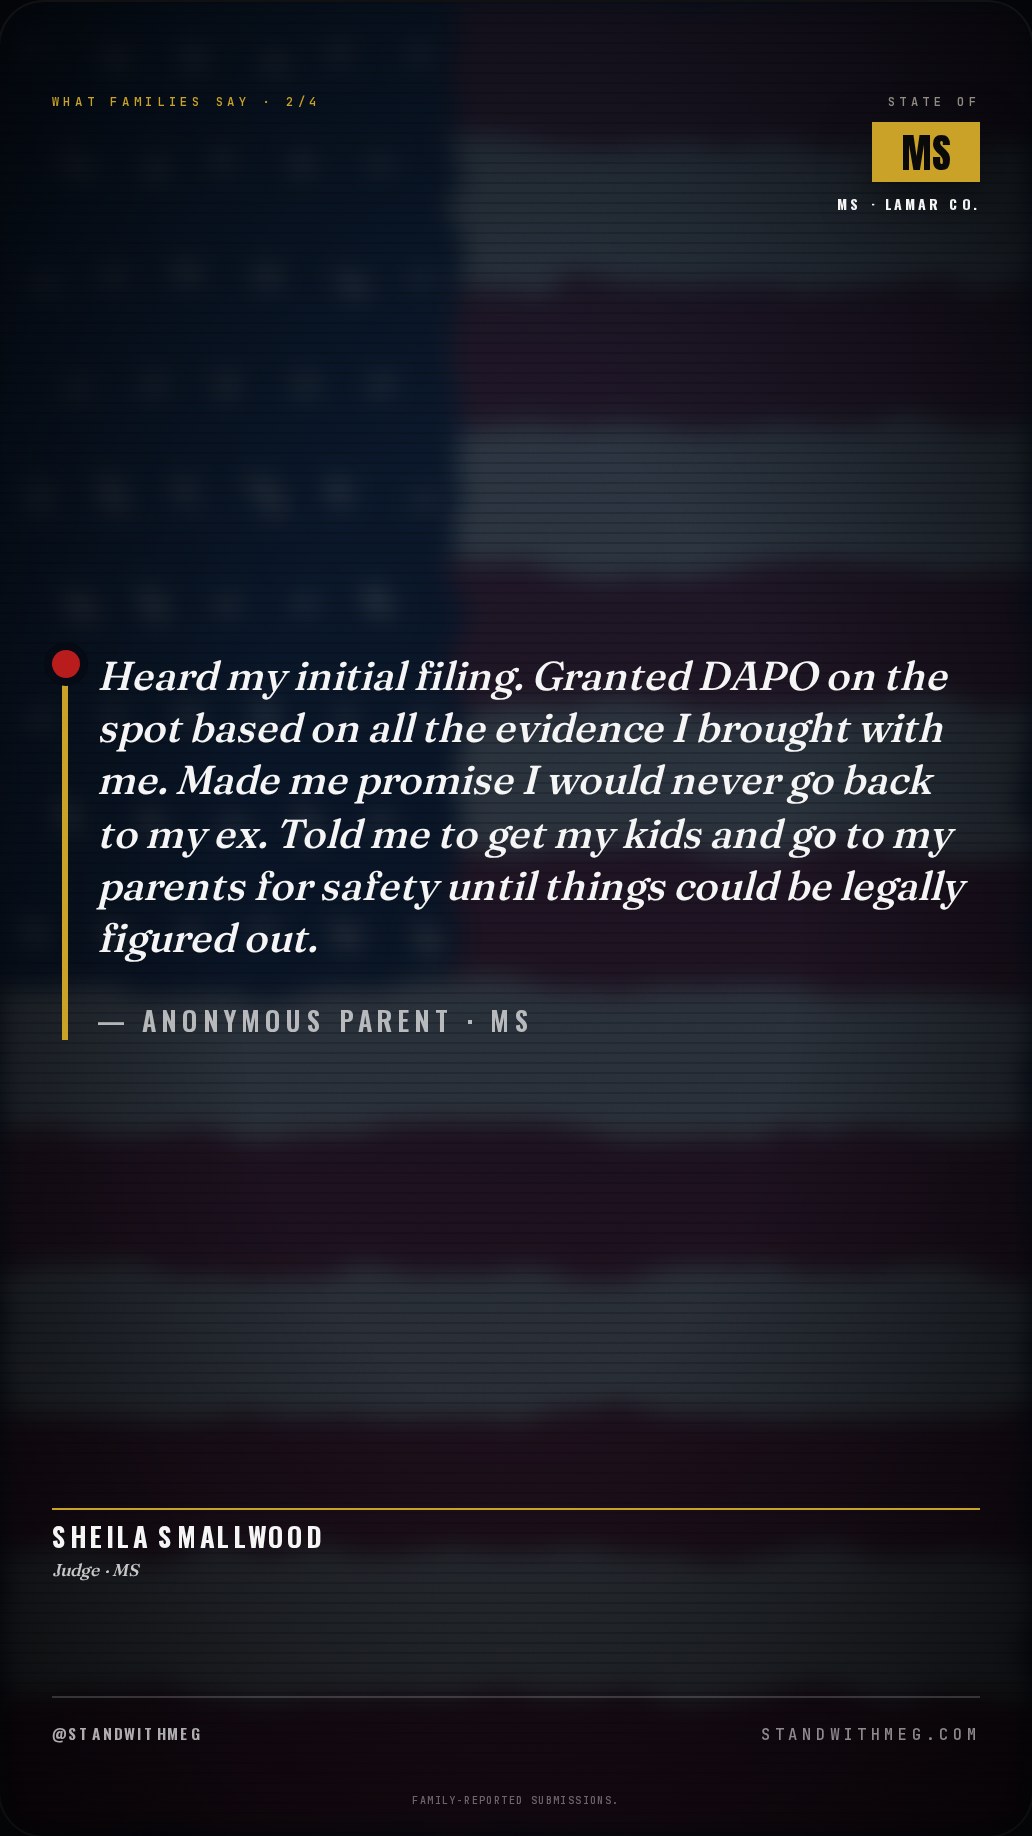 WHAT FAMILIES SAY · 2/4
STATE OF
MS
MS · LAMAR CO.
Heard my initial filing. Granted DAPO on the
spot based on all the evidence I brought with
me. Made me promise I would never go back
to my ex. Told me to get my kids and go to my
parents for safety until things could be legally
figured out.
— ANONYMOUS PARENT · MS
SHEILA SMALLWOOD
Judge · MS
@STANDWITHMEG
STANDWITHMEG.COM
FAMILY-REPORTED SUBMISSIONS.